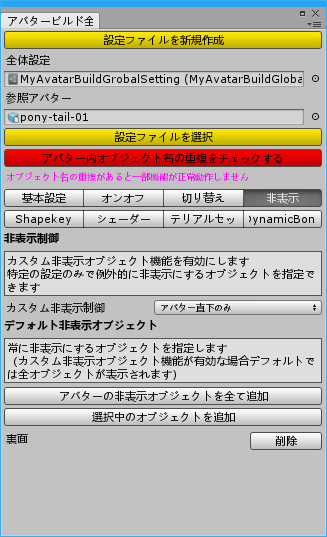 アバタービルド全
設定ファイルを新規作成
全体設定
MyAvatarBuildGrobalSetting (MyAvatarBuildGloba
参照アバター
pony-tail-01
設定ファイルを選択
アバター内オブジェクト名の重複をチェックする
オブジェクト名の重複があると一部機能が正常動作しません
基本設定 オンオフ 切り替え 非表示
Shapekey シェーダー テリアルセッ ynamicBon
非表示制御
カスタム非表示オブジェクト機能を有効にします
特定の設定のみで例外的に非表示にするオブジェクトを指定で
きます
カスタム非表示制御 アバター直下のみ
デフォルト非表示オブジェクト
常に非表示にするオブジェクトを指定します
（カスタム非表示オブジェクト機能が有効な場合デフォルトで
は全オブジェクトが表示されます）
アバターの非表示オブジェクトを全て追加
選択中のオブジェクトを追加
裏面 削除